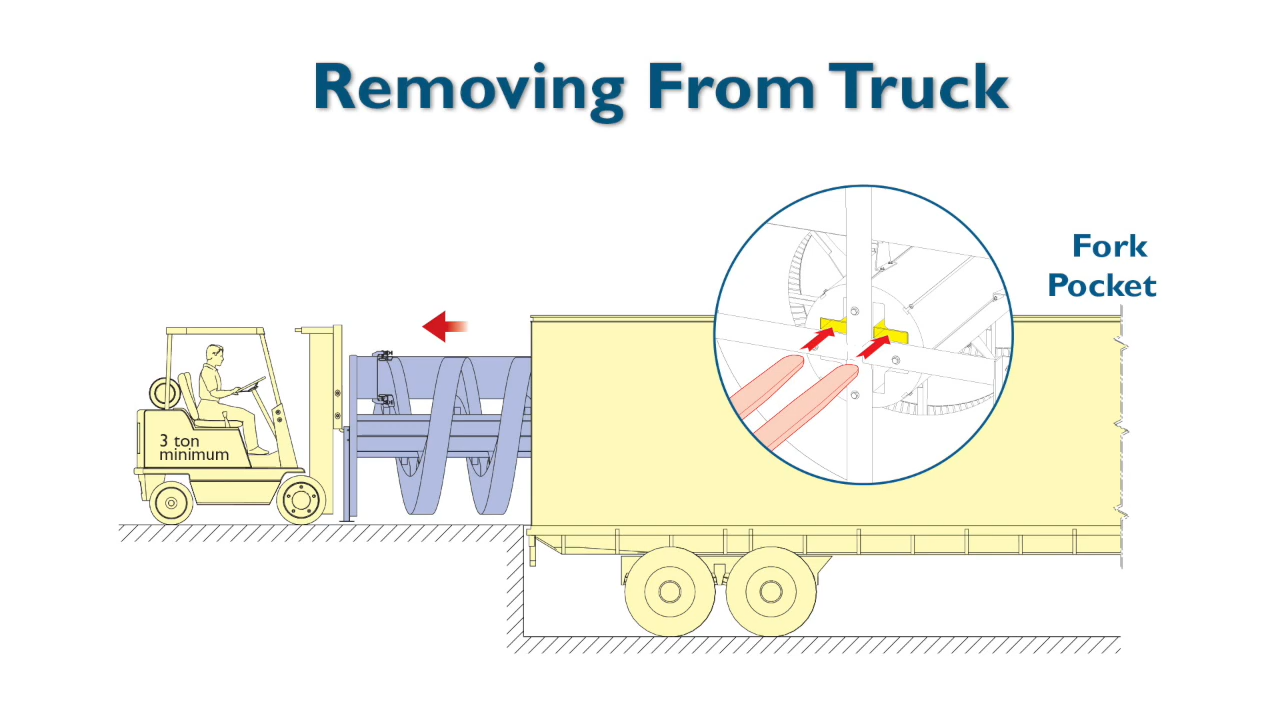 Removing From Truck
Fork
Pocket
3 ton
minimum